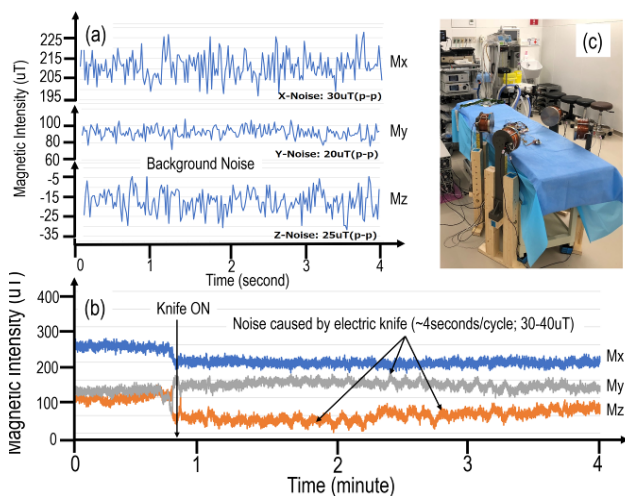 (a)
Magnetic Intensity (uT)
225
215
205
195
Mx
X-Noise: 30uT(p-p)
100
80
60
My
Y-Noise: 20uT(p-p)
Background Noise
-5
-15
-25
-35
Mz
Z-Noise: 25uT(p-p)
0 1 2 3 4
Time (second)
(c)
(b)
Magnetic Intensity (uT)
400
300
200
100
0
Knife ON
Noise caused by electric knife (~4seconds/cycle; 30-40uT)
Mx
My
Mz
0 1 2 3 4
Time (minute)